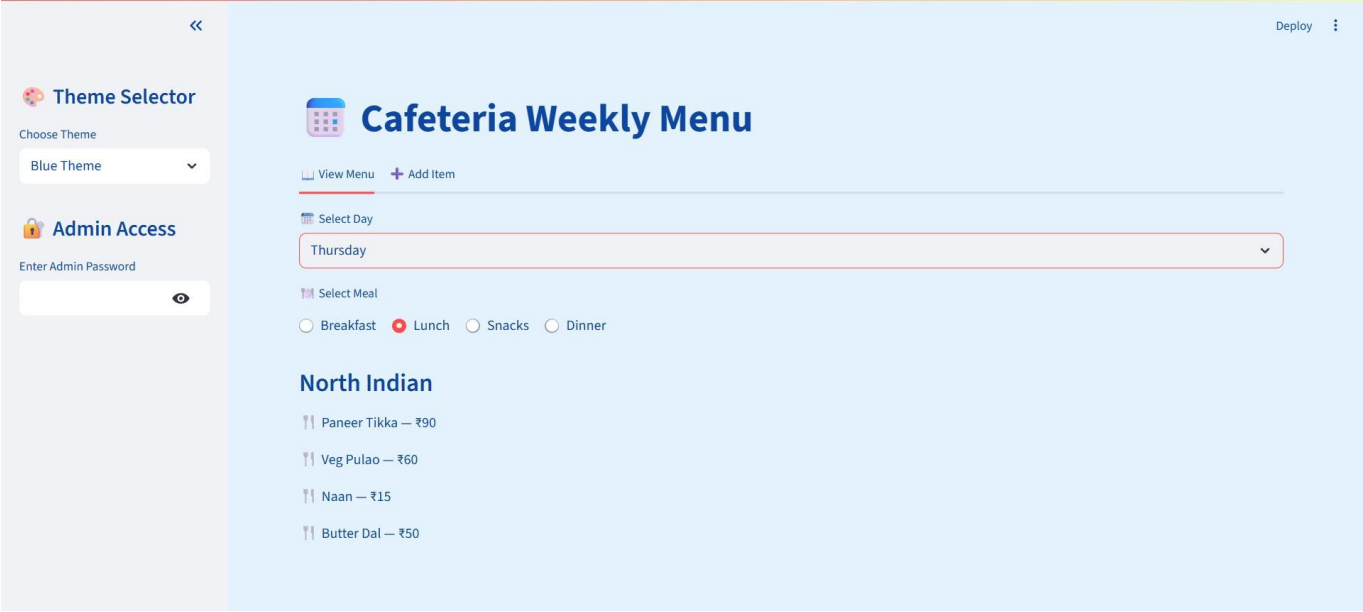 Deploy
Theme Selector
Choose Theme
Blue Theme
Admin Access
Enter Admin Password
Cafeteria Weekly Menu
View Menu Add Item
Select Day
Thursday
Select Meal
Breakfast Lunch Snacks Dinner
North Indian
Paneer Tikka — ₹90
Veg Pulao — ₹60
Naan — ₹15
Butter Dal — ₹50